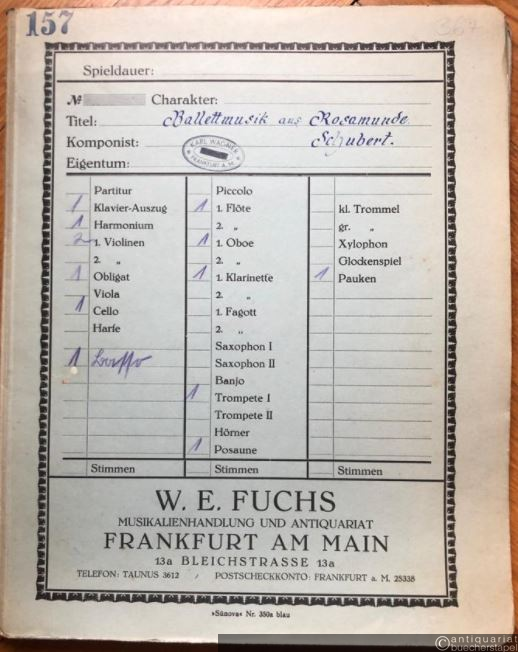 157
367
Spieldauer:
№ Charakter:
Titel: Ballettmusik aus Rosamunde.
Komponist: Schubert.
KARL WAGNER
FRANKFURT A. M.
Eigentum:
Partitur
1 Klavier-Auszug
1 Harmonium
2 1. Violinen
2. „
1 Obligat
Viola
1 Cello
Harfe
1 Basso
Stimmen
Piccolo
1 1. Flöte
2. „
1 1. Oboe
2. „
1 1. Klarinette
2. „
1. Fagott
2. „
Saxophon I
Saxophon II
Banjo
1 Trompete I
Trompete II
Hörner
1 Posaune
Stimmen
kl. Trommel
gr. „
Xylophon
Glockenspiel
1 Pauken
Stimmen
W. E. FUCHS
MUSIKALIENHANDLUNG UND ANTIQUARIAT
FRANKFURT AM MAIN
13a BLEICHSTRASSE 13a
TELEFON: TAUNUS 3612 , POSTSCHECKKONTO: FRANKFURT a. M. 25338
»Sünova« Nr. 350a blau
© antiquariat
bücherstapel